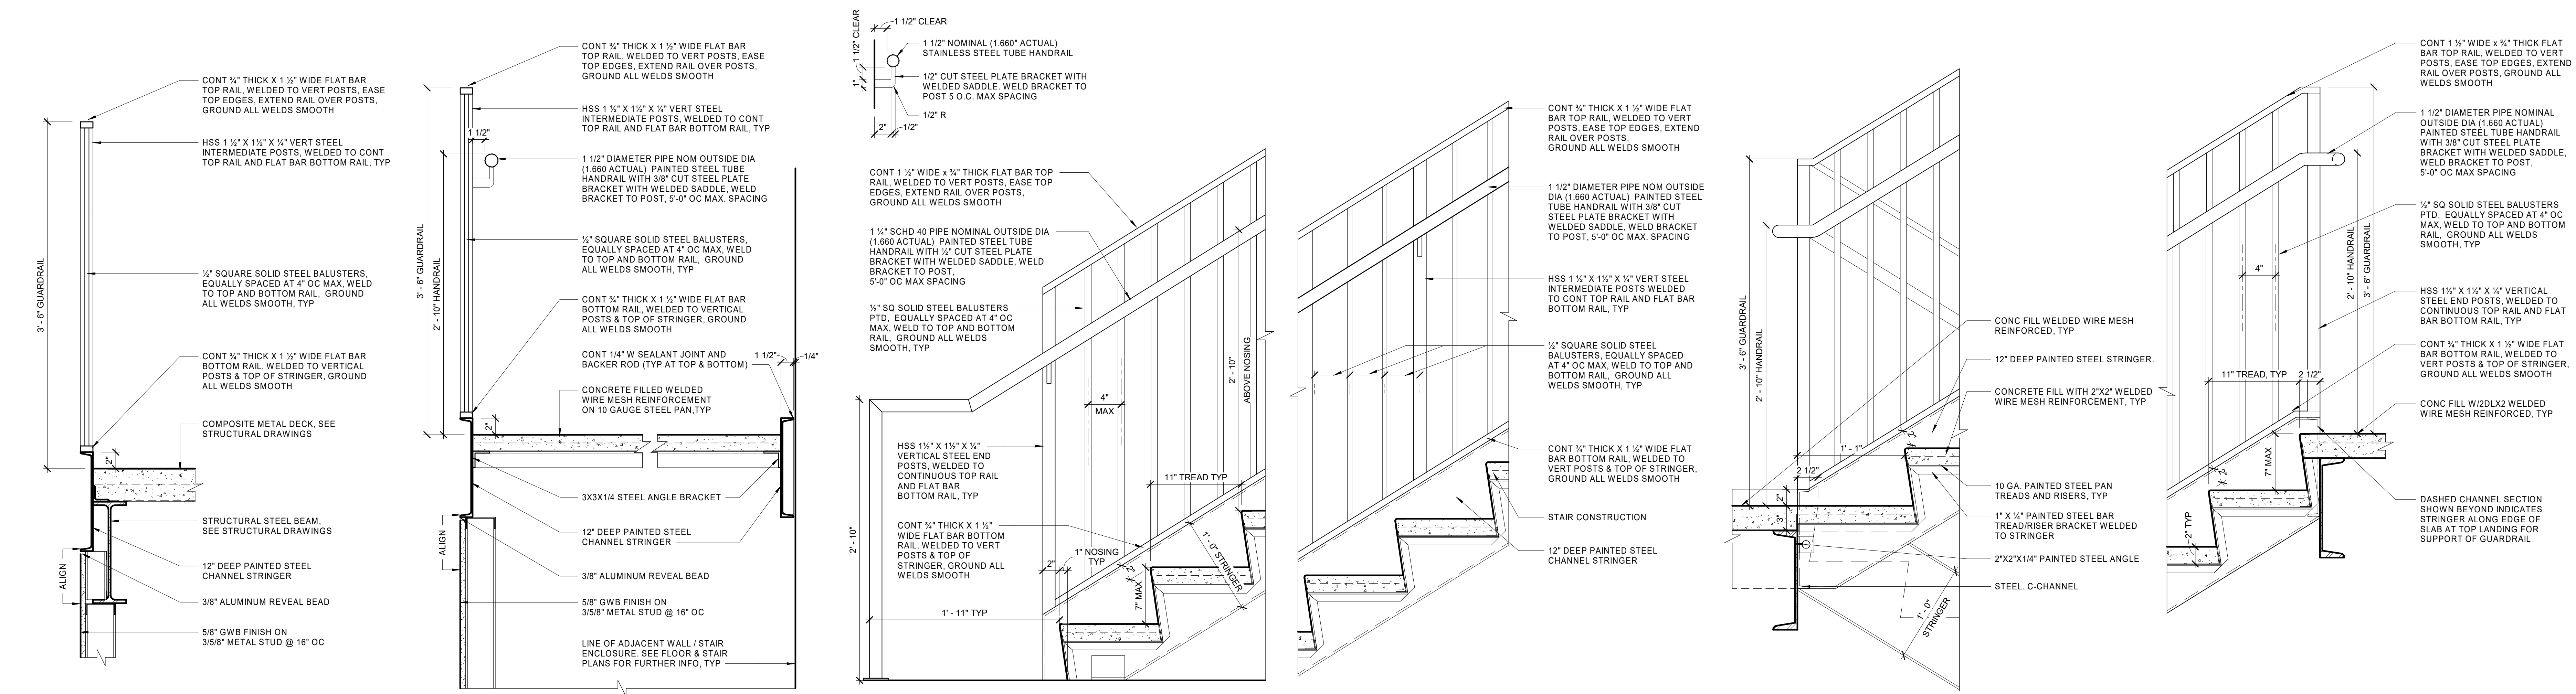 CONT ¾" THICK X 1 ½" WIDE FLAT BAR
TOP RAIL, WELDED TO VERT POSTS, EASE
TOP EDGES, EXTEND RAIL OVER POSTS,
GROUND ALL WELDS SMOOTH
HSS 1 ½" X 1½" X ¼" VERT STEEL
INTERMEDIATE POSTS, WELDED TO CONT
TOP RAIL AND FLAT BAR BOTTOM RAIL, TYP
3' - 6" GUARDRAIL
½" SQUARE SOLID STEEL BALUSTERS,
EQUALLY SPACED AT 4" OC MAX, WELD
TO TOP AND BOTTOM RAIL, GROUND
ALL WELDS SMOOTH, TYP
CONT ¾" THICK X 1 ½" WIDE FLAT BAR
BOTTOM RAIL, WELDED TO VERTICAL
POSTS & TOP OF STRINGER, GROUND
ALL WELDS SMOOTH
COMPOSITE METAL DECK, SEE
STRUCTURAL DRAWINGS
2"
STRUCTURAL STEEL BEAM,
SEE STRUCTURAL DRAWINGS
12" DEEP PAINTED STEEL
CHANNEL STRINGER
ALIGN
3/8" ALUMINUM REVEAL BEAD
5/8" GWB FINISH ON
3/5/8" METAL STUD @ 16" OC
CONT ¾" THICK X 1 ½" WIDE FLAT BAR
TOP RAIL, WELDED TO VERT POSTS, EASE
TOP EDGES, EXTEND RAIL OVER POSTS,
GROUND ALL WELDS SMOOTH
HSS 1 ½" X 1½" X ¼" VERT STEEL
INTERMEDIATE POSTS, WELDED TO CONT
TOP RAIL AND FLAT BAR BOTTOM RAIL, TYP
1 1/2"
1 1/2" DIAMETER PIPE NOM OUTSIDE DIA
(1.660 ACTUAL) PAINTED STEEL TUBE
HANDRAIL WITH 3/8" CUT STEEL PLATE
BRACKET WITH WELDED SADDLE, WELD
BRACKET TO POST, 5'-0" OC MAX. SPACING
3' - 6" GUARDRAIL
2' - 10" HANDRAIL
½" SQUARE SOLID STEEL BALUSTERS,
EQUALLY SPACED AT 4" OC MAX, WELD
TO TOP AND BOTTOM RAIL, GROUND
ALL WELDS SMOOTH, TYP
CONT ¾" THICK X 1 ½" WIDE FLAT BAR
BOTTOM RAIL, WELDED TO VERTICAL
POSTS & TOP OF STRINGER, GROUND
ALL WELDS SMOOTH
CONT 1/4" W SEALANT JOINT AND
BACKER ROD (TYP AT TOP & BOTTOM)
1 1/2"
1/4"
CONCRETE FILLED WELDED
WIRE MESH REINFORCEMENT
ON 10 GAUGE STEEL PAN,TYP
2"
3X3X1/4 STEEL ANGLE BRACKET
12" DEEP PAINTED STEEL
CHANNEL STRINGER
ALIGN
3/8" ALUMINUM REVEAL BEAD
5/8" GWB FINISH ON
3/5/8" METAL STUD @ 16" OC
LINE OF ADJACENT WALL / STAIR
ENCLOSURE. SEE FLOOR & STAIR
PLANS FOR FURTHER INFO, TYP
1 1/2" CLEAR
1 1/2" CLEAR
1 1/2" NOMINAL (1.660" ACTUAL)
STAINLESS STEEL TUBE HANDRAIL
1"
1/2" CUT STEEL PLATE BRACKET WITH
WELDED SADDLE. WELD BRACKET TO
POST 5 O.C. MAX SPACING
1/2" R
2"
1/2"
CONT 1 ½" WIDE x ¾" THICK FLAT BAR TOP
RAIL, WELDED TO VERT POSTS, EASE TOP
EDGES, EXTEND RAIL OVER POSTS,
GROUND ALL WELDS SMOOTH
1 ¼" SCHD 40 PIPE NOMINAL OUTSIDE DIA
(1.660 ACTUAL) PAINTED STEEL TUBE
HANDRAIL WITH ½" CUT STEEL PLATE
BRACKET WITH WELDED SADDLE, WELD
BRACKET TO POST,
5'-0" OC MAX SPACING
½" SQ SOLID STEEL BALUSTERS
PTD, EQUALLY SPACED AT 4" OC
MAX, WELD TO TOP AND BOTTOM
RAIL, GROUND ALL WELDS
SMOOTH, TYP
2' - 10"
ABOVE NOSING
4"
MAX
HSS 1½" X 1½" X ¼"
VERTICAL STEEL END
POSTS, WELDED TO
CONTINUOUS TOP RAIL
AND FLAT BAR
BOTTOM RAIL, TYP
11" TREAD TYP
2' - 10"
CONT ¾" THICK X 1 ½"
WIDE FLAT BAR BOTTOM
RAIL, WELDED TO VERT
POSTS & TOP OF
STRINGER, GROUND ALL
WELDS SMOOTH
1" NOSING
TYP
2"
2"
1' - 0" STRINGER
7" MAX
1' - 11" TYP
CONT ¾" THICK X 1 ½" WIDE FLAT
BAR TOP RAIL, WELDED TO VERT
POSTS, EASE TOP EDGES, EXTEND
RAIL OVER POSTS,
GROUND ALL WELDS SMOOTH
1 1/2" DIAMETER PIPE NOM OUTSIDE
DIA (1.660 ACTUAL) PAINTED STEEL
TUBE HANDRAIL WITH 3/8" CUT
STEEL PLATE BRACKET WITH
WELDED SADDLE, WELD BRACKET
TO POST, 5'-0" OC MAX. SPACING
HSS 1 ½" X 1½" X ¼" VERT STEEL
INTERMEDIATE POSTS WELDED
TO CONT TOP RAIL AND FLAT BAR
BOTTOM RAIL, TYP
½" SQUARE SOLID STEEL
BALUSTERS, EQUALLY SPACED
AT 4" OC MAX, WELD TO TOP AND
BOTTOM RAIL, GROUND ALL
WELDS SMOOTH, TYP
CONT ¾" THICK X 1 ½" WIDE FLAT
BAR BOTTOM RAIL, WELDED TO
VERT POSTS & TOP OF STRINGER,
GROUND ALL WELDS SMOOTH
STAIR CONSTRUCTION
12" DEEP PAINTED STEEL
CHANNEL STRINGER
3' - 6" GUARDRAIL
2' - 10" HANDRAIL
CONC FILL WELDED WIRE MESH
REINFORCED, TYP
12" DEEP PAINTED STEEL STRINGER.
CONCRETE FILL WITH 2"X2" WELDED
WIRE MESH REINFORCEMENT, TYP
1' - 1"
2"
2 1/2"
2"
3"
10 GA. PAINTED STEEL PAN
TREADS AND RISERS, TYP
1" X ¼" PAINTED STEEL BAR
TREAD/RISER BRACKET WELDED
TO STRINGER
2"X2"X1/4" PAINTED STEEL ANGLE
STEEL. C-CHANNEL
1' - 0"
STRINGER
CONT 1 ½" WIDE x ¾" THICK FLAT
BAR TOP RAIL, WELDED TO VERT
POSTS, EASE TOP EDGES, EXTEND
RAIL OVER POSTS, GROUND ALL
WELDS SMOOTH
1 1/2" DIAMETER PIPE NOMINAL
OUTSIDE DIA (1.660 ACTUAL)
PAINTED STEEL TUBE HANDRAIL
WITH 3/8" CUT STEEL PLATE
BRACKET WITH WELDED SADDLE,
WELD BRACKET TO POST,
5'-0" OC MAX SPACING
½" SQ SOLID STEEL BALUSTERS
PTD, EQUALLY SPACED AT 4" OC
MAX, WELD TO TOP AND BOTTOM
RAIL, GROUND ALL WELDS
SMOOTH, TYP
4"
2' - 10" HANDRAIL
3' - 6" GUARDRAIL
HSS 1½" X 1½" X ¼" VERTICAL
STEEL END POSTS, WELDED TO
CONTINUOUS TOP RAIL AND FLAT
BAR BOTTOM RAIL, TYP
CONT ¾" THICK X 1 ½" WIDE FLAT
BAR BOTTOM RAIL, WELDED TO
VERT POSTS & TOP OF STRINGER,
GROUND ALL WELDS SMOOTH
11" TREAD, TYP
2 1/2"
CONC FILL W/2DLX2 WELDED
WIRE MESH REINFORCED, TYP
7" MAX
2"
2" TYP
DASHED CHANNEL SECTION
SHOWN BEYOND INDICATES
STRINGER ALONG EDGE OF
SLAB AT TOP LANDING FOR
SUPPORT OF GUARDRAIL